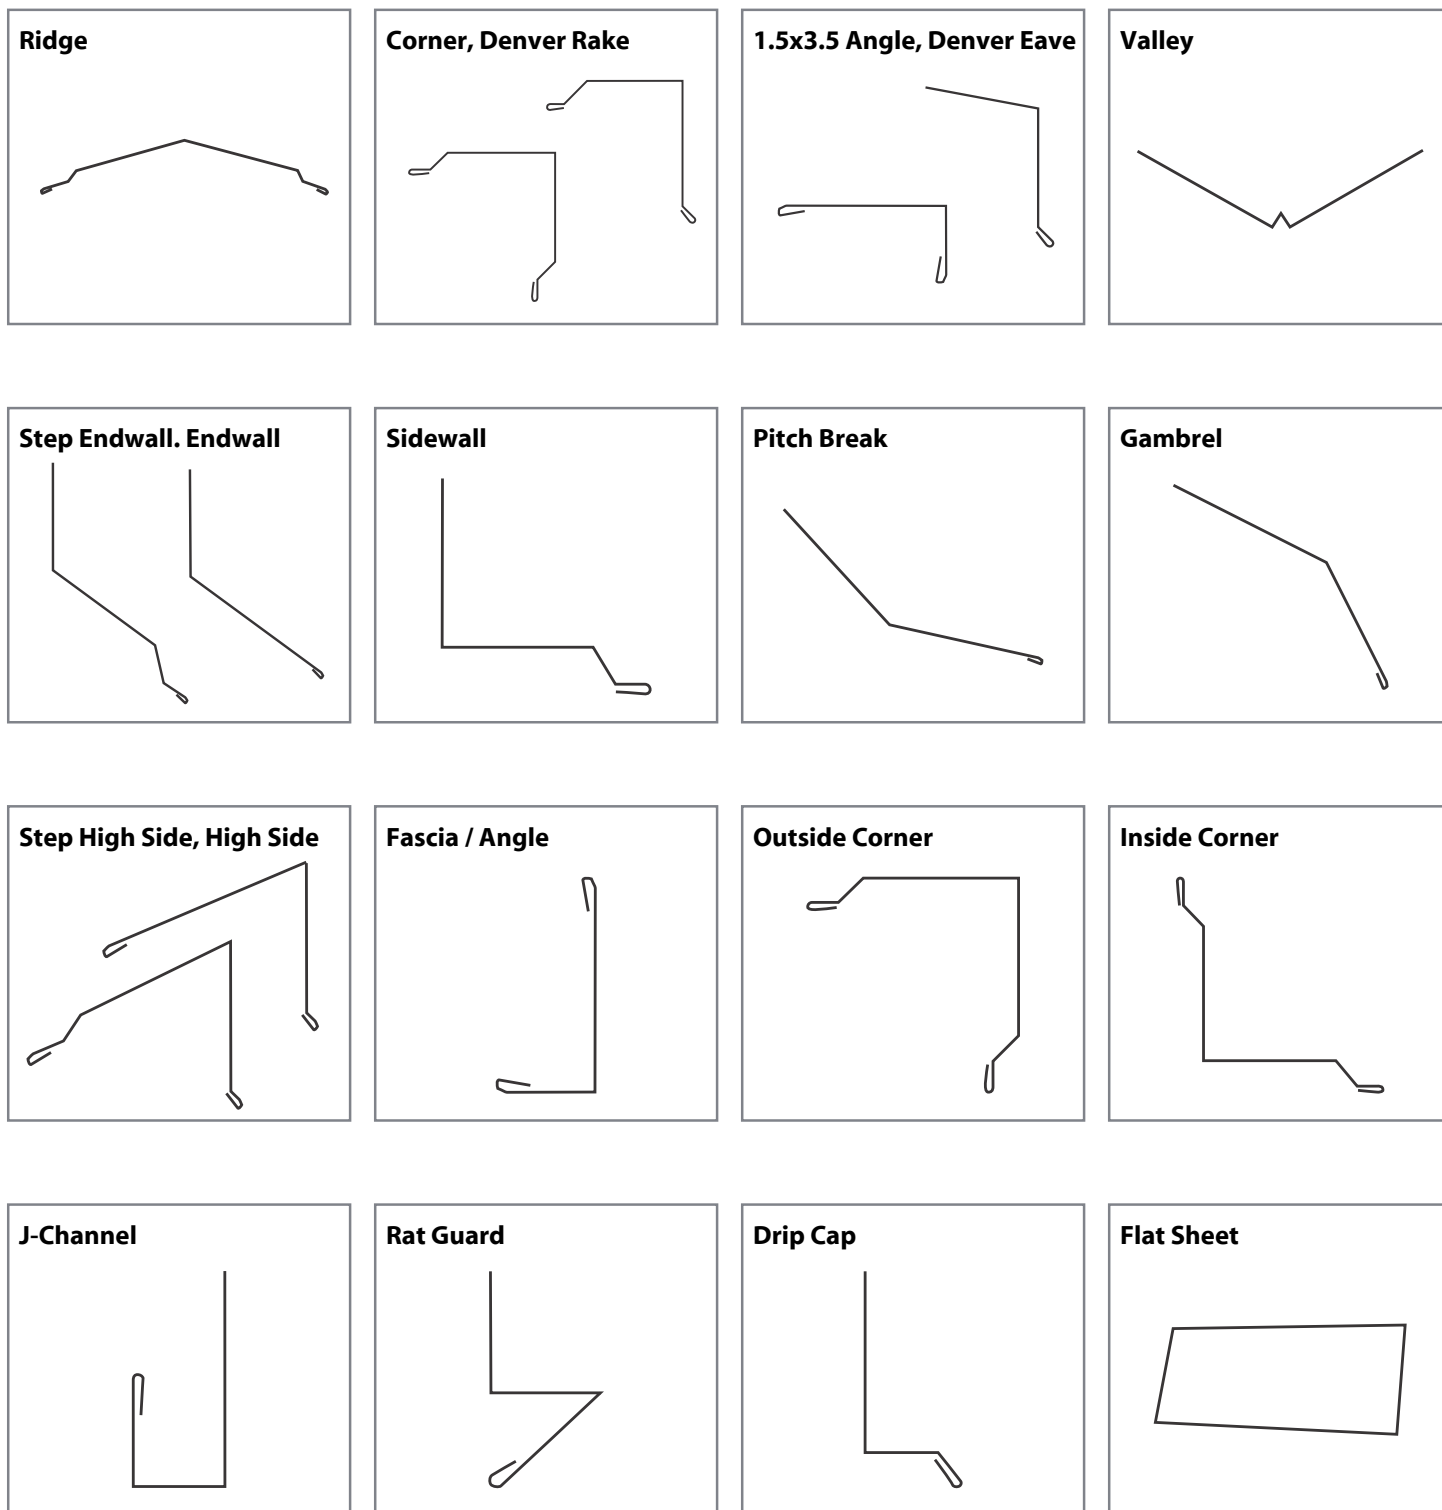 Ridge
Corner, Denver Rake
1.5x3.5 Angle, Denver Eave
Valley
Step Endwall. Endwall
Sidewall
Pitch Break
Gambrel
Step High Side, High Side
Fascia / Angle
Outside Corner
Inside Corner
J-Channel
Rat Guard
Drip Cap
Flat Sheet